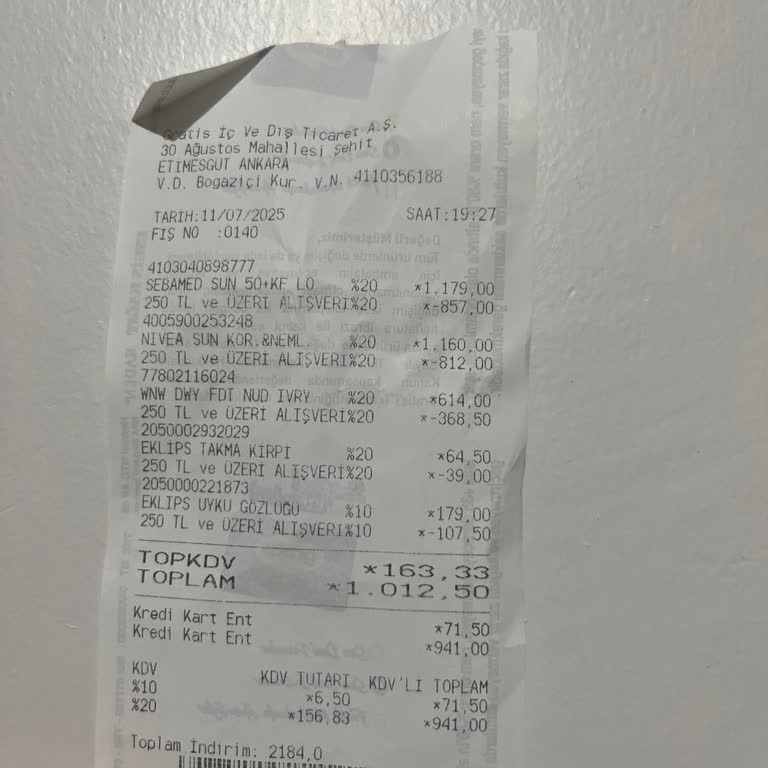 Gratis İç Ve Dış Ticaret A.Ş.
30 Ağustos Mahallesi Şehit
ETIMESGUT ANKARA
V.D. Bogaziçi Kur. V.N. 4110356188
TARİH:11/07/2025 SAAT:19:27
FİŞ NO :0140
4103040898777
SEBAMED SUN 50+KF LO %20 *1.179,00
250 TL ve ÜZERİ ALIŞVERİ%20 *-857,00
4005900253248
NIVEA SUN KOR.&NEML. %20 *1.160,00
250 TL ve ÜZERİ ALIŞVERİ%20 *-812,00
77802116024
WNW DWY FDT NUD IVRY %20 *614,00
250 TL ve ÜZERİ ALIŞVERİ%20 *-368,50
2050002932029
EKLİPS TAKMA KİRPİ %20 *64,50
250 TL ve ÜZERİ ALIŞVERİ%20 *-39,00
2050000221873
EKLIPS UYKU GÖZLÜĞÜ %10 *179,00
250 TL ve ÜZERİ ALIŞVERİ%10 *-107,50
TOPKDV *163,33
TOPLAM *1.012,50
Kredi Kart Ent *71,50
Kredi Kart Ent *941,00
KDV KDV TUTARI KDV'LI TOPLAM
%10 *6,50 *71,50
%20 *156,83 *941,00
Toplam İndirim: 2184,0